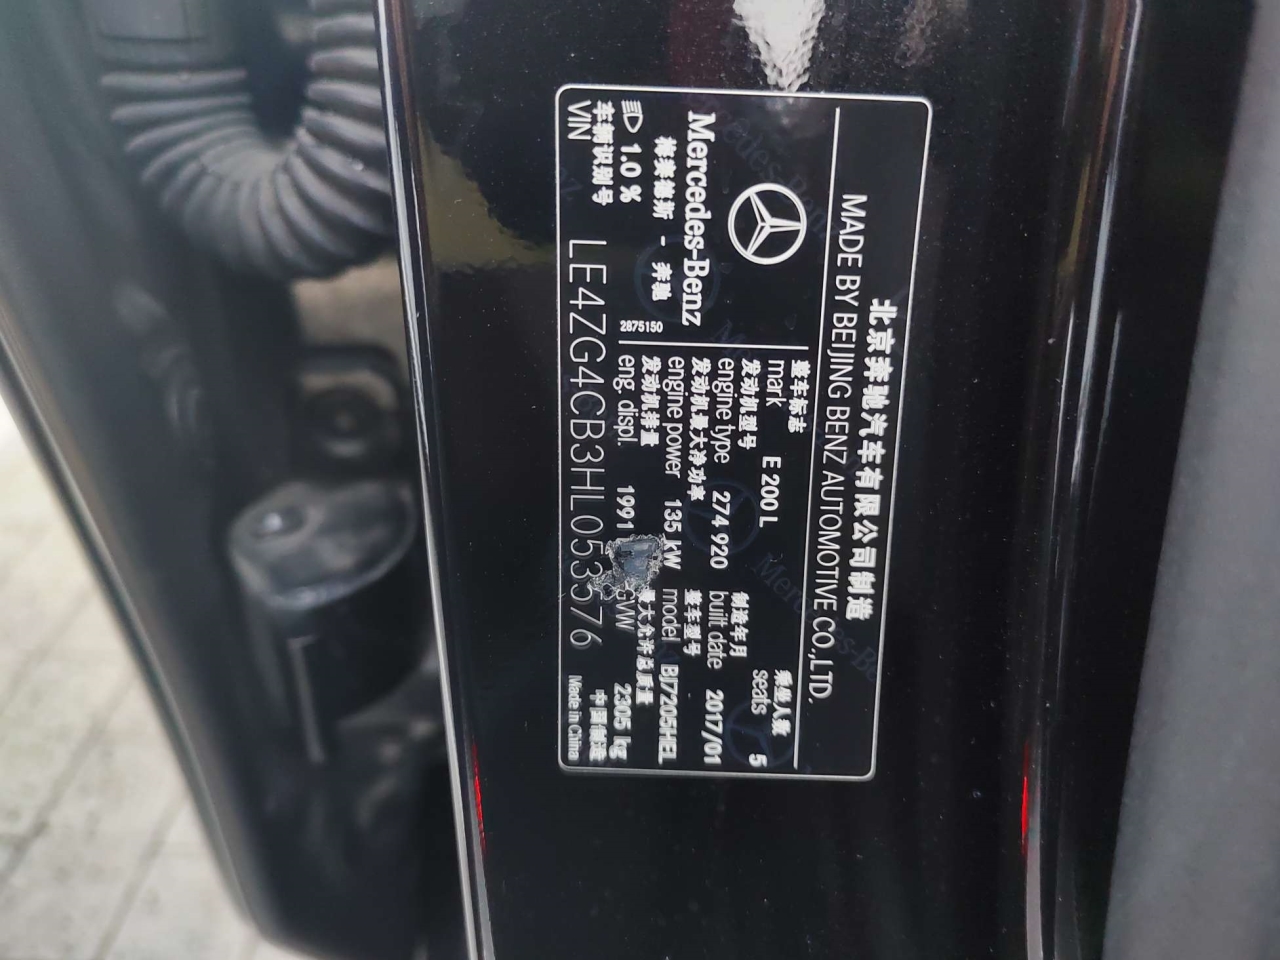 北京奔驰汽车有限公司制造
MADE BY BEIJING BENZ AUTOMOTIVE CO.,LTD.
Mercedes-Benz
梅赛德斯 - 奔驰
1.0 %
2875150
整车标志
mark E 200 L
乘坐人数
seats 5
发动机型号
engine type 274 920
制造年月
built date 2017/01
发动机最大净功率
engine power 135 kW
整车型号
model BJ7205HEL
发动机排量
eng. displ. 1991
最大允许总质量
GVW 2305 kg
车辆识别号
VIN LE4ZG4CB3HL053576
中国制造
Made in China